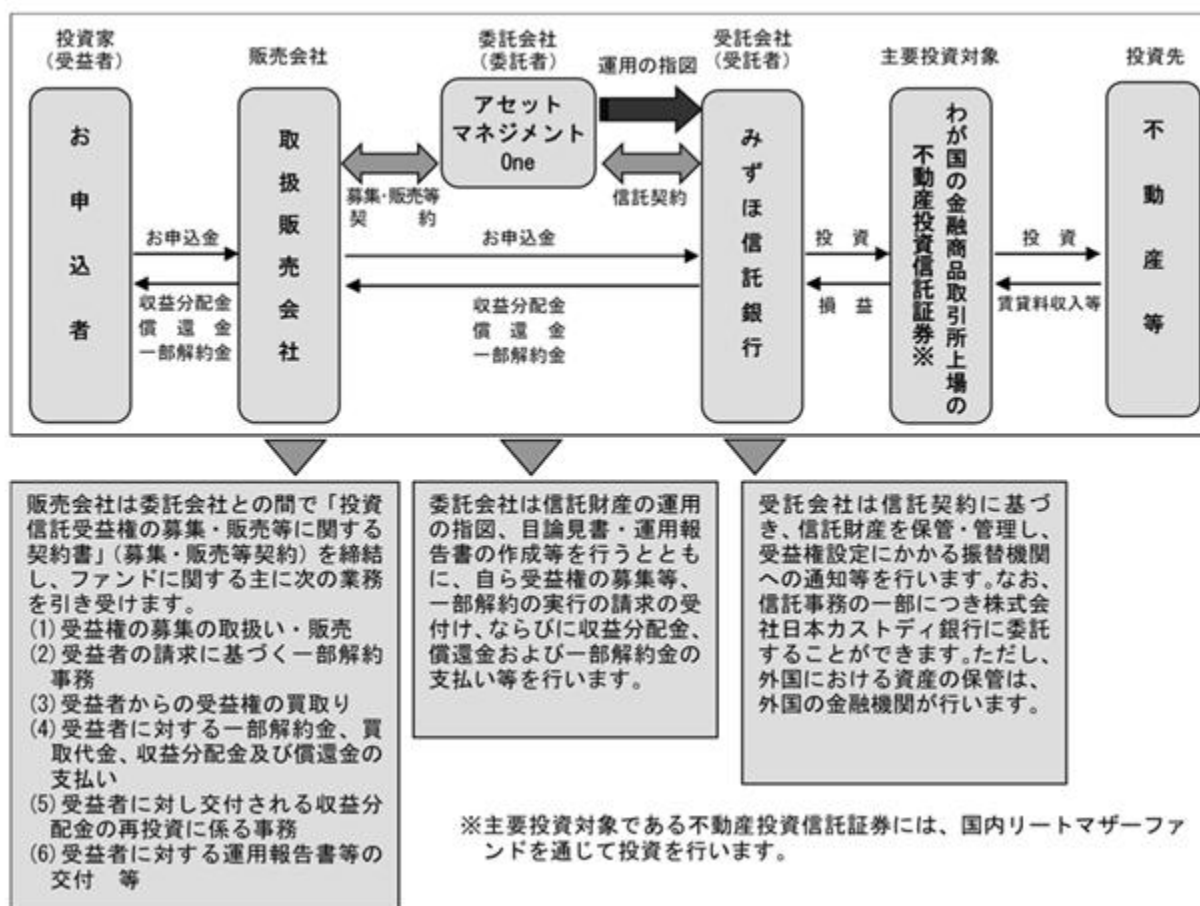 投資家
（受益者）
販売会社
委託会社
（委託者）
運用の指図
受託会社
（受託者）
主要投資対象
投資先
お申込者
取扱販売会社
アセット
マネジメント
One
みずほ信託銀行
わが国の金融商品取引所上場の
不動産投資信託証券※
不動産等
募集・販売等
契　約
信託契約
お申込金
収益分配金
償　還　金
一部解約金
お申込金
収益分配金
償　還　金
一部解約金
投　資
損　益
投　資
賃貸料収入等
販売会社は委託会社との間で「投資
信託受益権の募集・販売等に関する
契約書」（募集・販売等契約）を締結
し、ファンドに関する主に次の業務
を引き受けます。
(1)受益権の募集の取扱い・販売
(2)受益者の請求に基づく一部解約
事務
(3)受益者からの受益権の買取り
(4)受益者に対する一部解約金、買
取代金、収益分配金及び償還金の
支払い
(5)受益者に対し交付される収益分
配金の再投資に係る事務
(6)受益者に対する運用報告書等の
交付　等
委託会社は信託財産の運用
の指図、目論見書・運用報
告書の作成等を行うととも
に、自ら受益権の募集等、
一部解約の実行の請求の受
付け、ならびに収益分配金、
償還金および一部解約金の
支払い等を行います。
受託会社は信託契約に基づ
き、信託財産を保管・管理し、
受益権設定にかかる振替機関
への通知等を行います。なお、
信託事務の一部につき株式会
社日本カストディ銀行に委託
することができます。ただし、
外国における資産の保管は、
外国の金融機関が行います。
※主要投資対象である不動産投資信託証券には、国内リートマザーファ
ンドを通じて投資を行います。